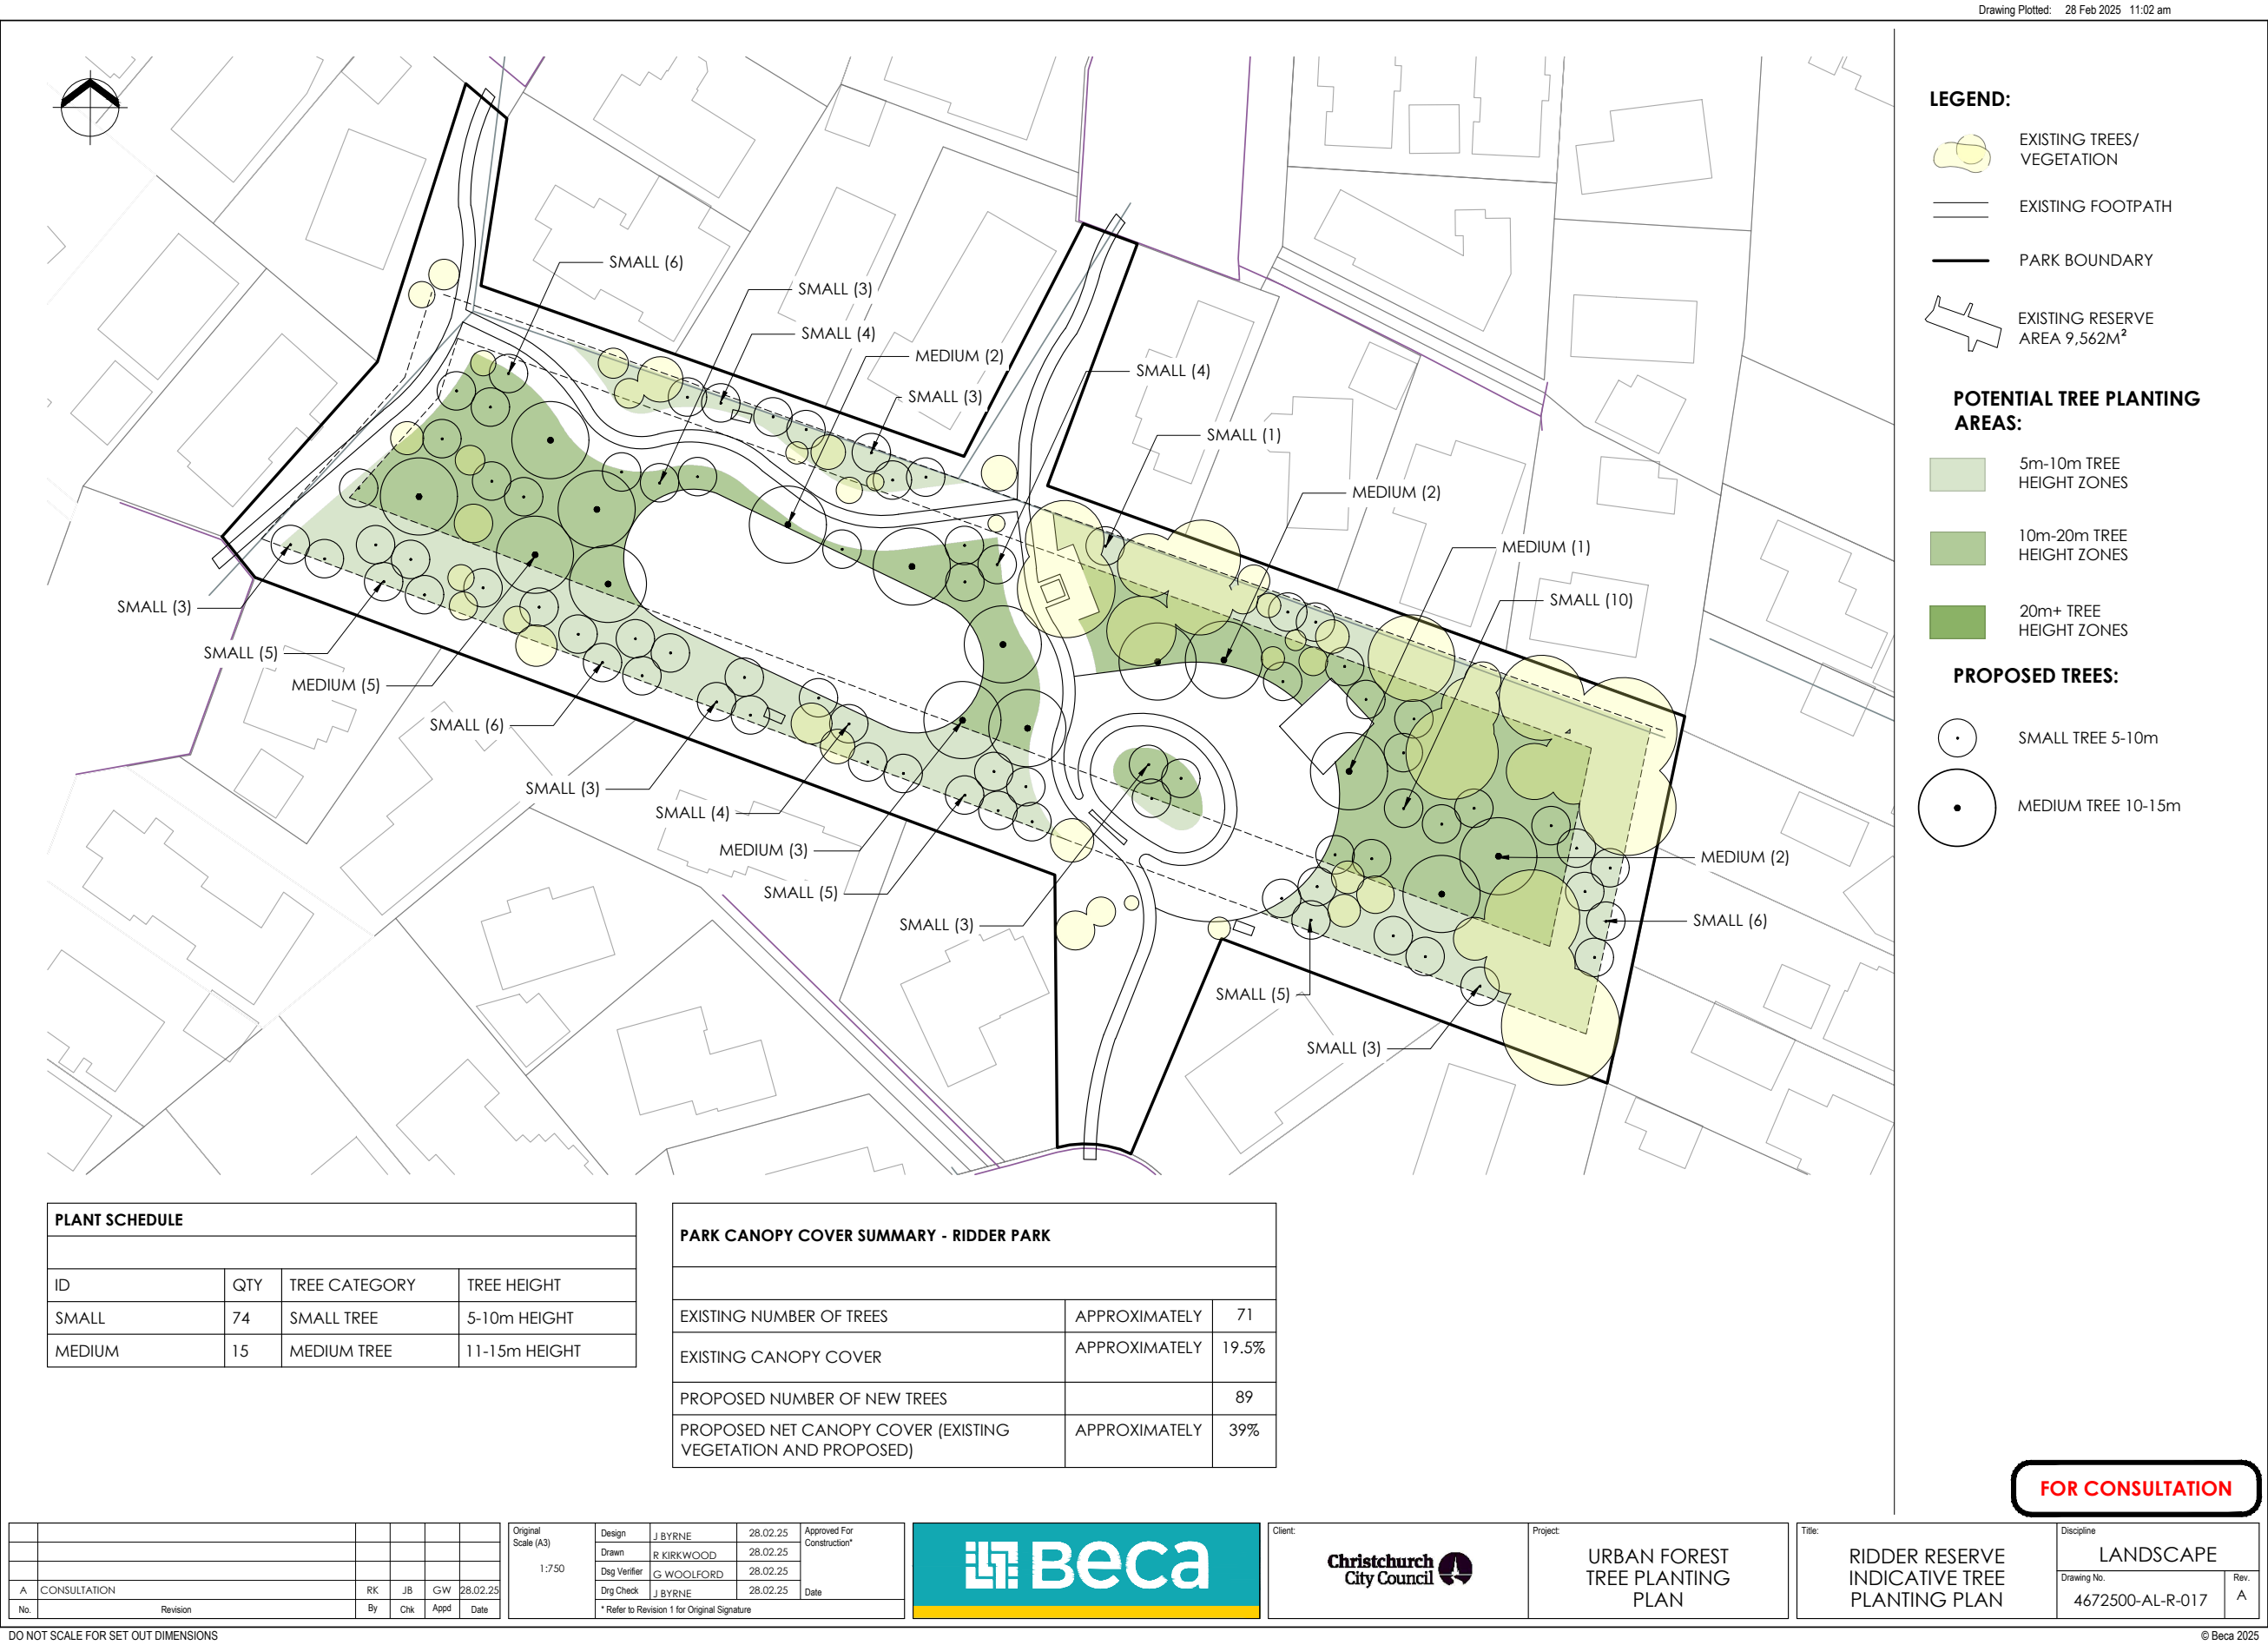 Drawing Plotted: 28 Feb 2025 11:02 am
LEGEND:
EXISTING TREES/
VEGETATION
EXISTING FOOTPATH
PARK BOUNDARY
EXISTING RESERVE
AREA 9,562M²
POTENTIAL TREE PLANTING
AREAS:
5m-10m TREE
HEIGHT ZONES
10m-20m TREE
HEIGHT ZONES
20m+ TREE
HEIGHT ZONES
PROPOSED TREES:
SMALL TREE 5-10m
MEDIUM TREE 10-15m
SMALL (6)
SMALL (3)
SMALL (4)
MEDIUM (2)
SMALL (4)
SMALL (3)
SMALL (1)
MEDIUM (2)
MEDIUM (1)
SMALL (10)
SMALL (3)
SMALL (5)
MEDIUM (5)
SMALL (6)
SMALL (3)
SMALL (4)
MEDIUM (3)
SMALL (5)
SMALL (3)
MEDIUM (2)
SMALL (6)
SMALL (5)
SMALL (3)
PLANT SCHEDULE
ID QTY TREE CATEGORY TREE HEIGHT
SMALL 74 SMALL TREE 5-10m HEIGHT
MEDIUM 15 MEDIUM TREE 11-15m HEIGHT
PARK CANOPY COVER SUMMARY - RIDDER PARK
EXISTING NUMBER OF TREES APPROXIMATELY 71
EXISTING CANOPY COVER APPROXIMATELY 19.5%
PROPOSED NUMBER OF NEW TREES 89
PROPOSED NET CANOPY COVER (EXISTING
VEGETATION AND PROPOSED) APPROXIMATELY 39%
FOR CONSULTATION
A CONSULTATION RK JB GW 28.02.25
No. Revision By Chk Appd Date
Original
Scale (A3)
1:750
Design J BYRNE 28.02.25
Drawn R KIRKWOOD 28.02.25
Dsg Verifier G WOOLFORD 28.02.25
Drg Check J BYRNE 28.02.25
* Refer to Revision 1 for Original Signature
Approved For
Construction*
Date
Beca
Client:
Christchurch
City Council
Project:
URBAN FOREST
TREE PLANTING
PLAN
Title:
RIDDER RESERVE
INDICATIVE TREE
PLANTING PLAN
Discipline
LANDSCAPE
Drawing No.
4672500-AL-R-017
Rev.
A
DO NOT SCALE FOR SET OUT DIMENSIONS
© Beca 2025